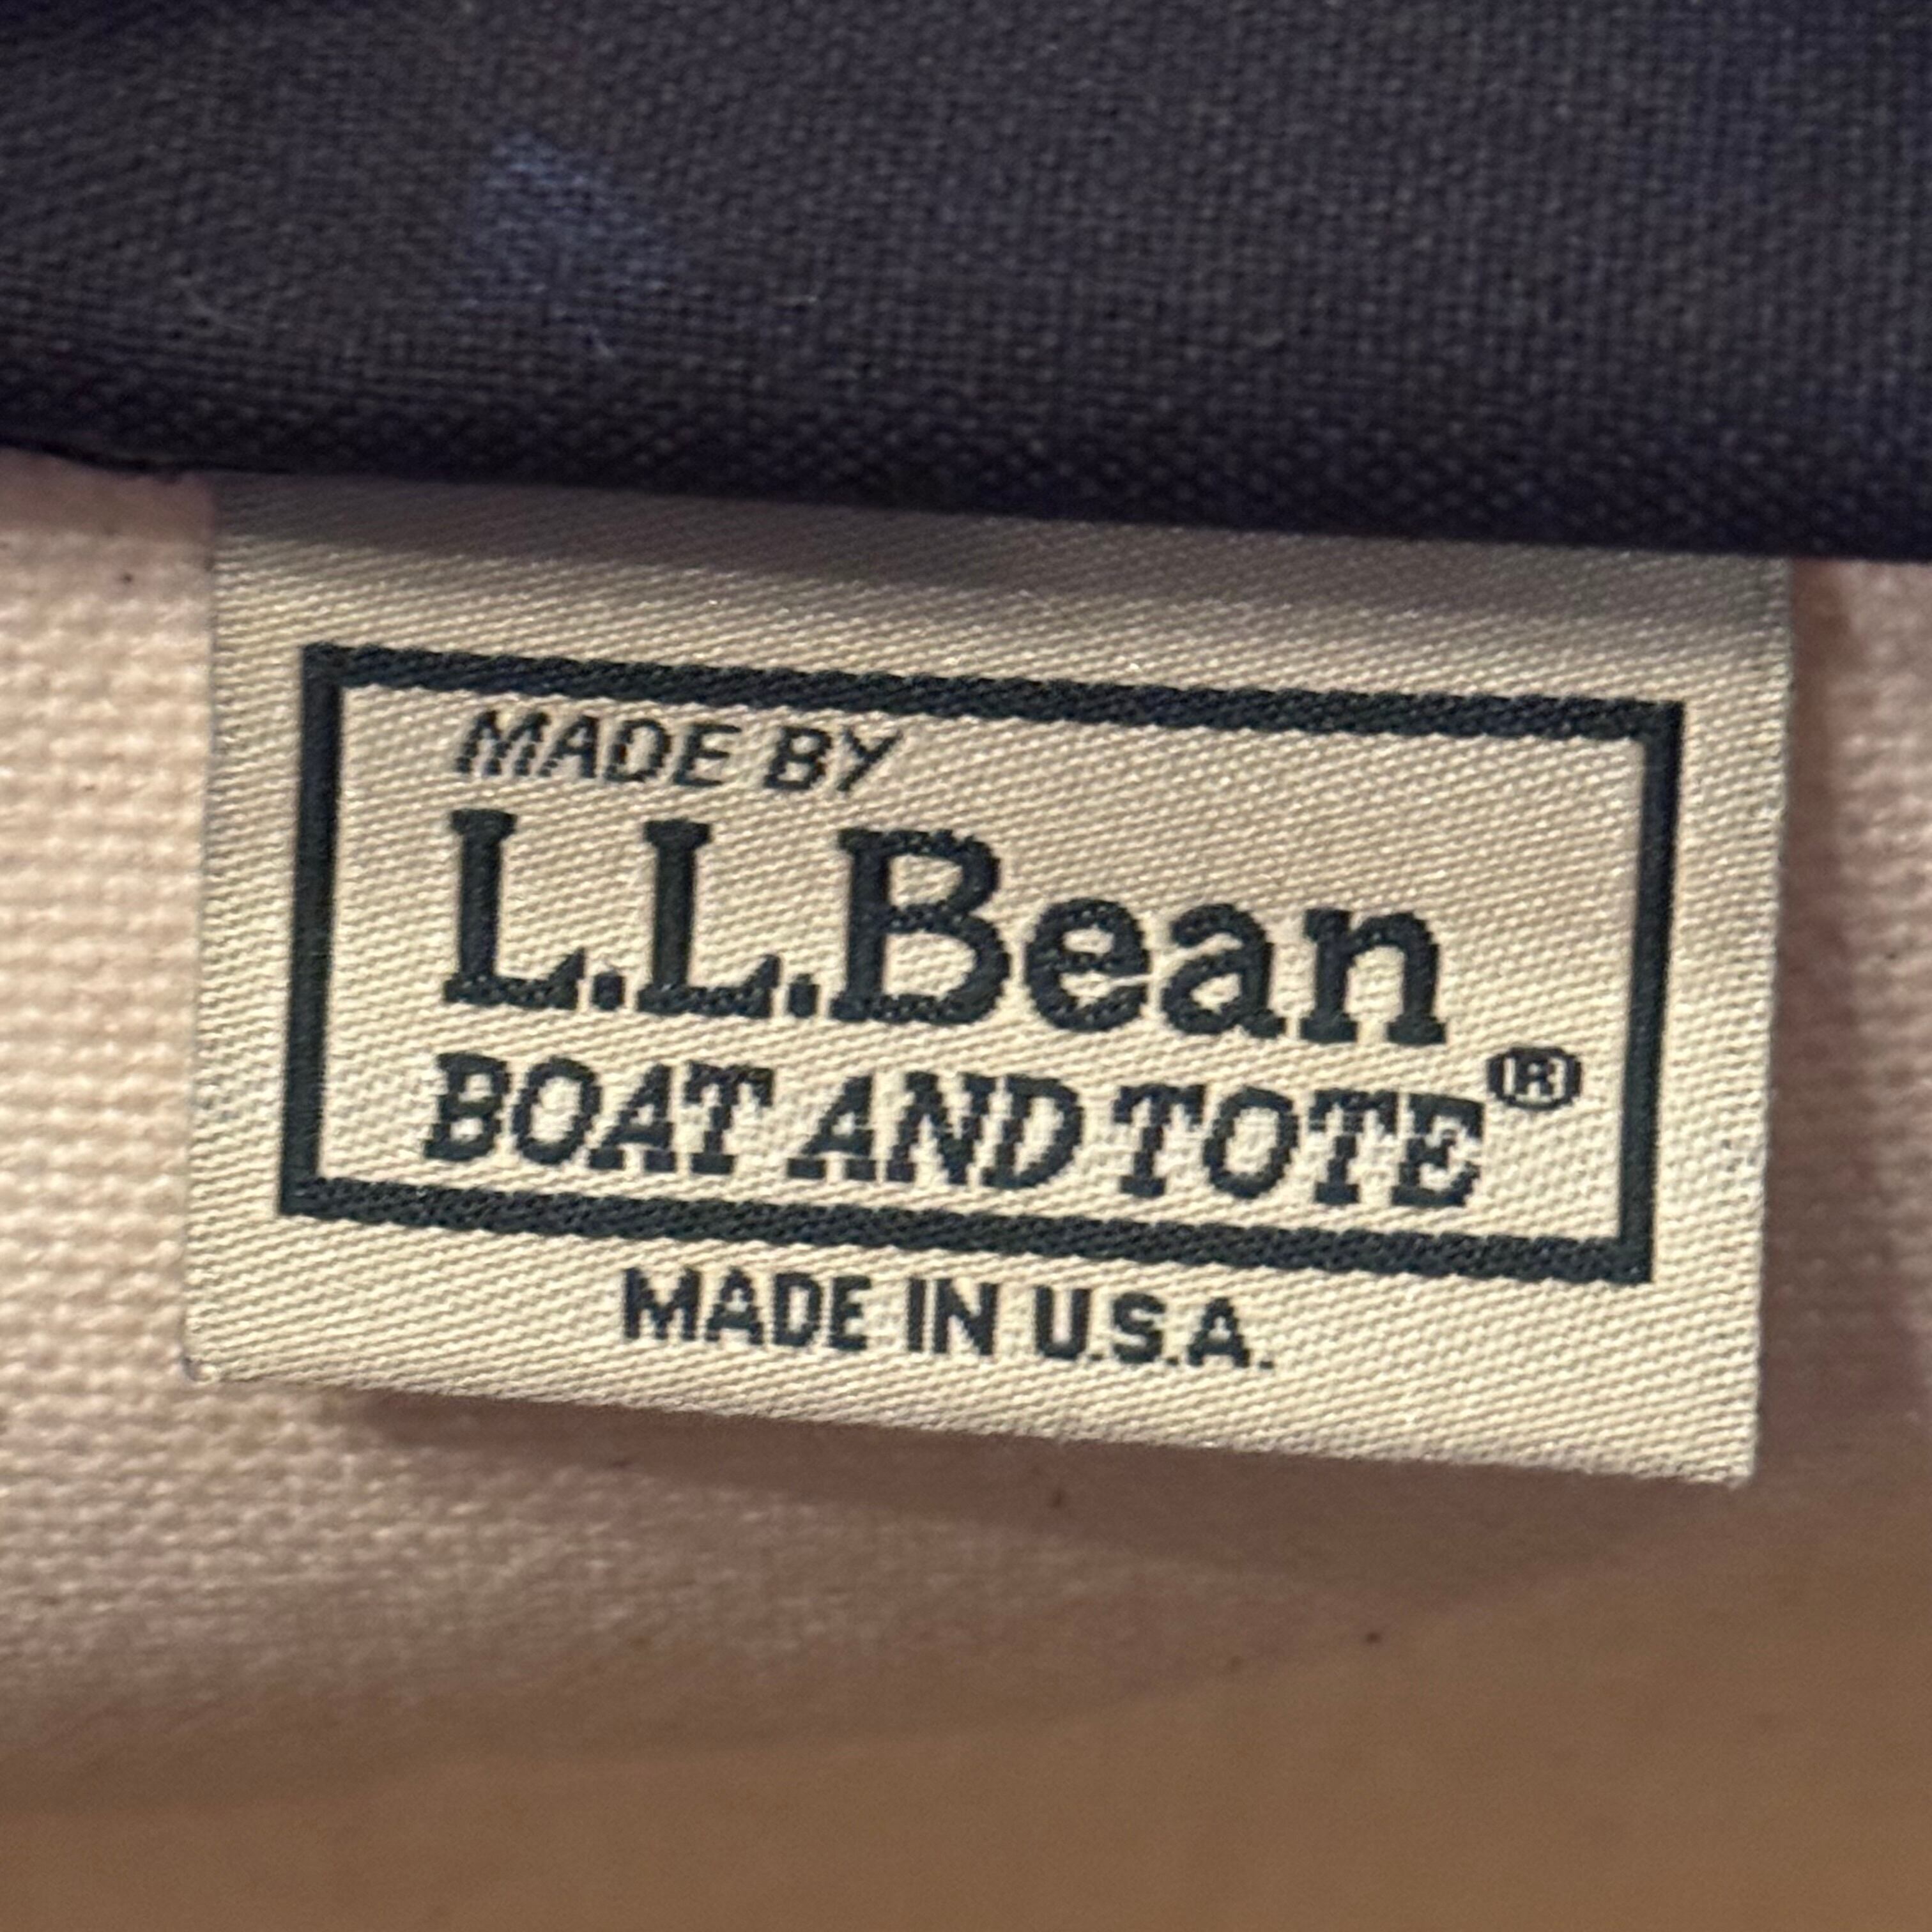 MADE BY
L.L.Bean
BOAT AND TOTE®
MADE IN U.S.A.